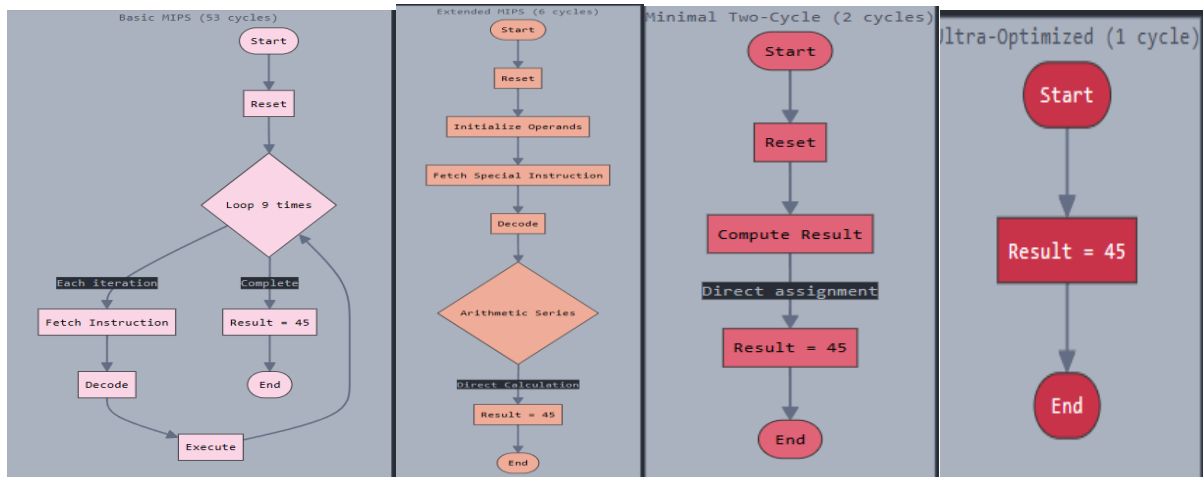 Basic MIPS (53 cycles)
Start
Reset
Loop 9 times
Each iteration
Complete
Fetch Instruction
Result = 45
Decode
End
Execute
Extended MIPS (6 cycles)
Start
Reset
Initialize Operands
Fetch Special Instruction
Decode
Arithmetic Series
Direct Calculation
Result = 45
End
Minimal Two-Cycle (2 cycles)
Start
Reset
Compute Result
Direct assignment
Result = 45
End
Ultra-Optimized (1 cycle)
Start
Result = 45
End